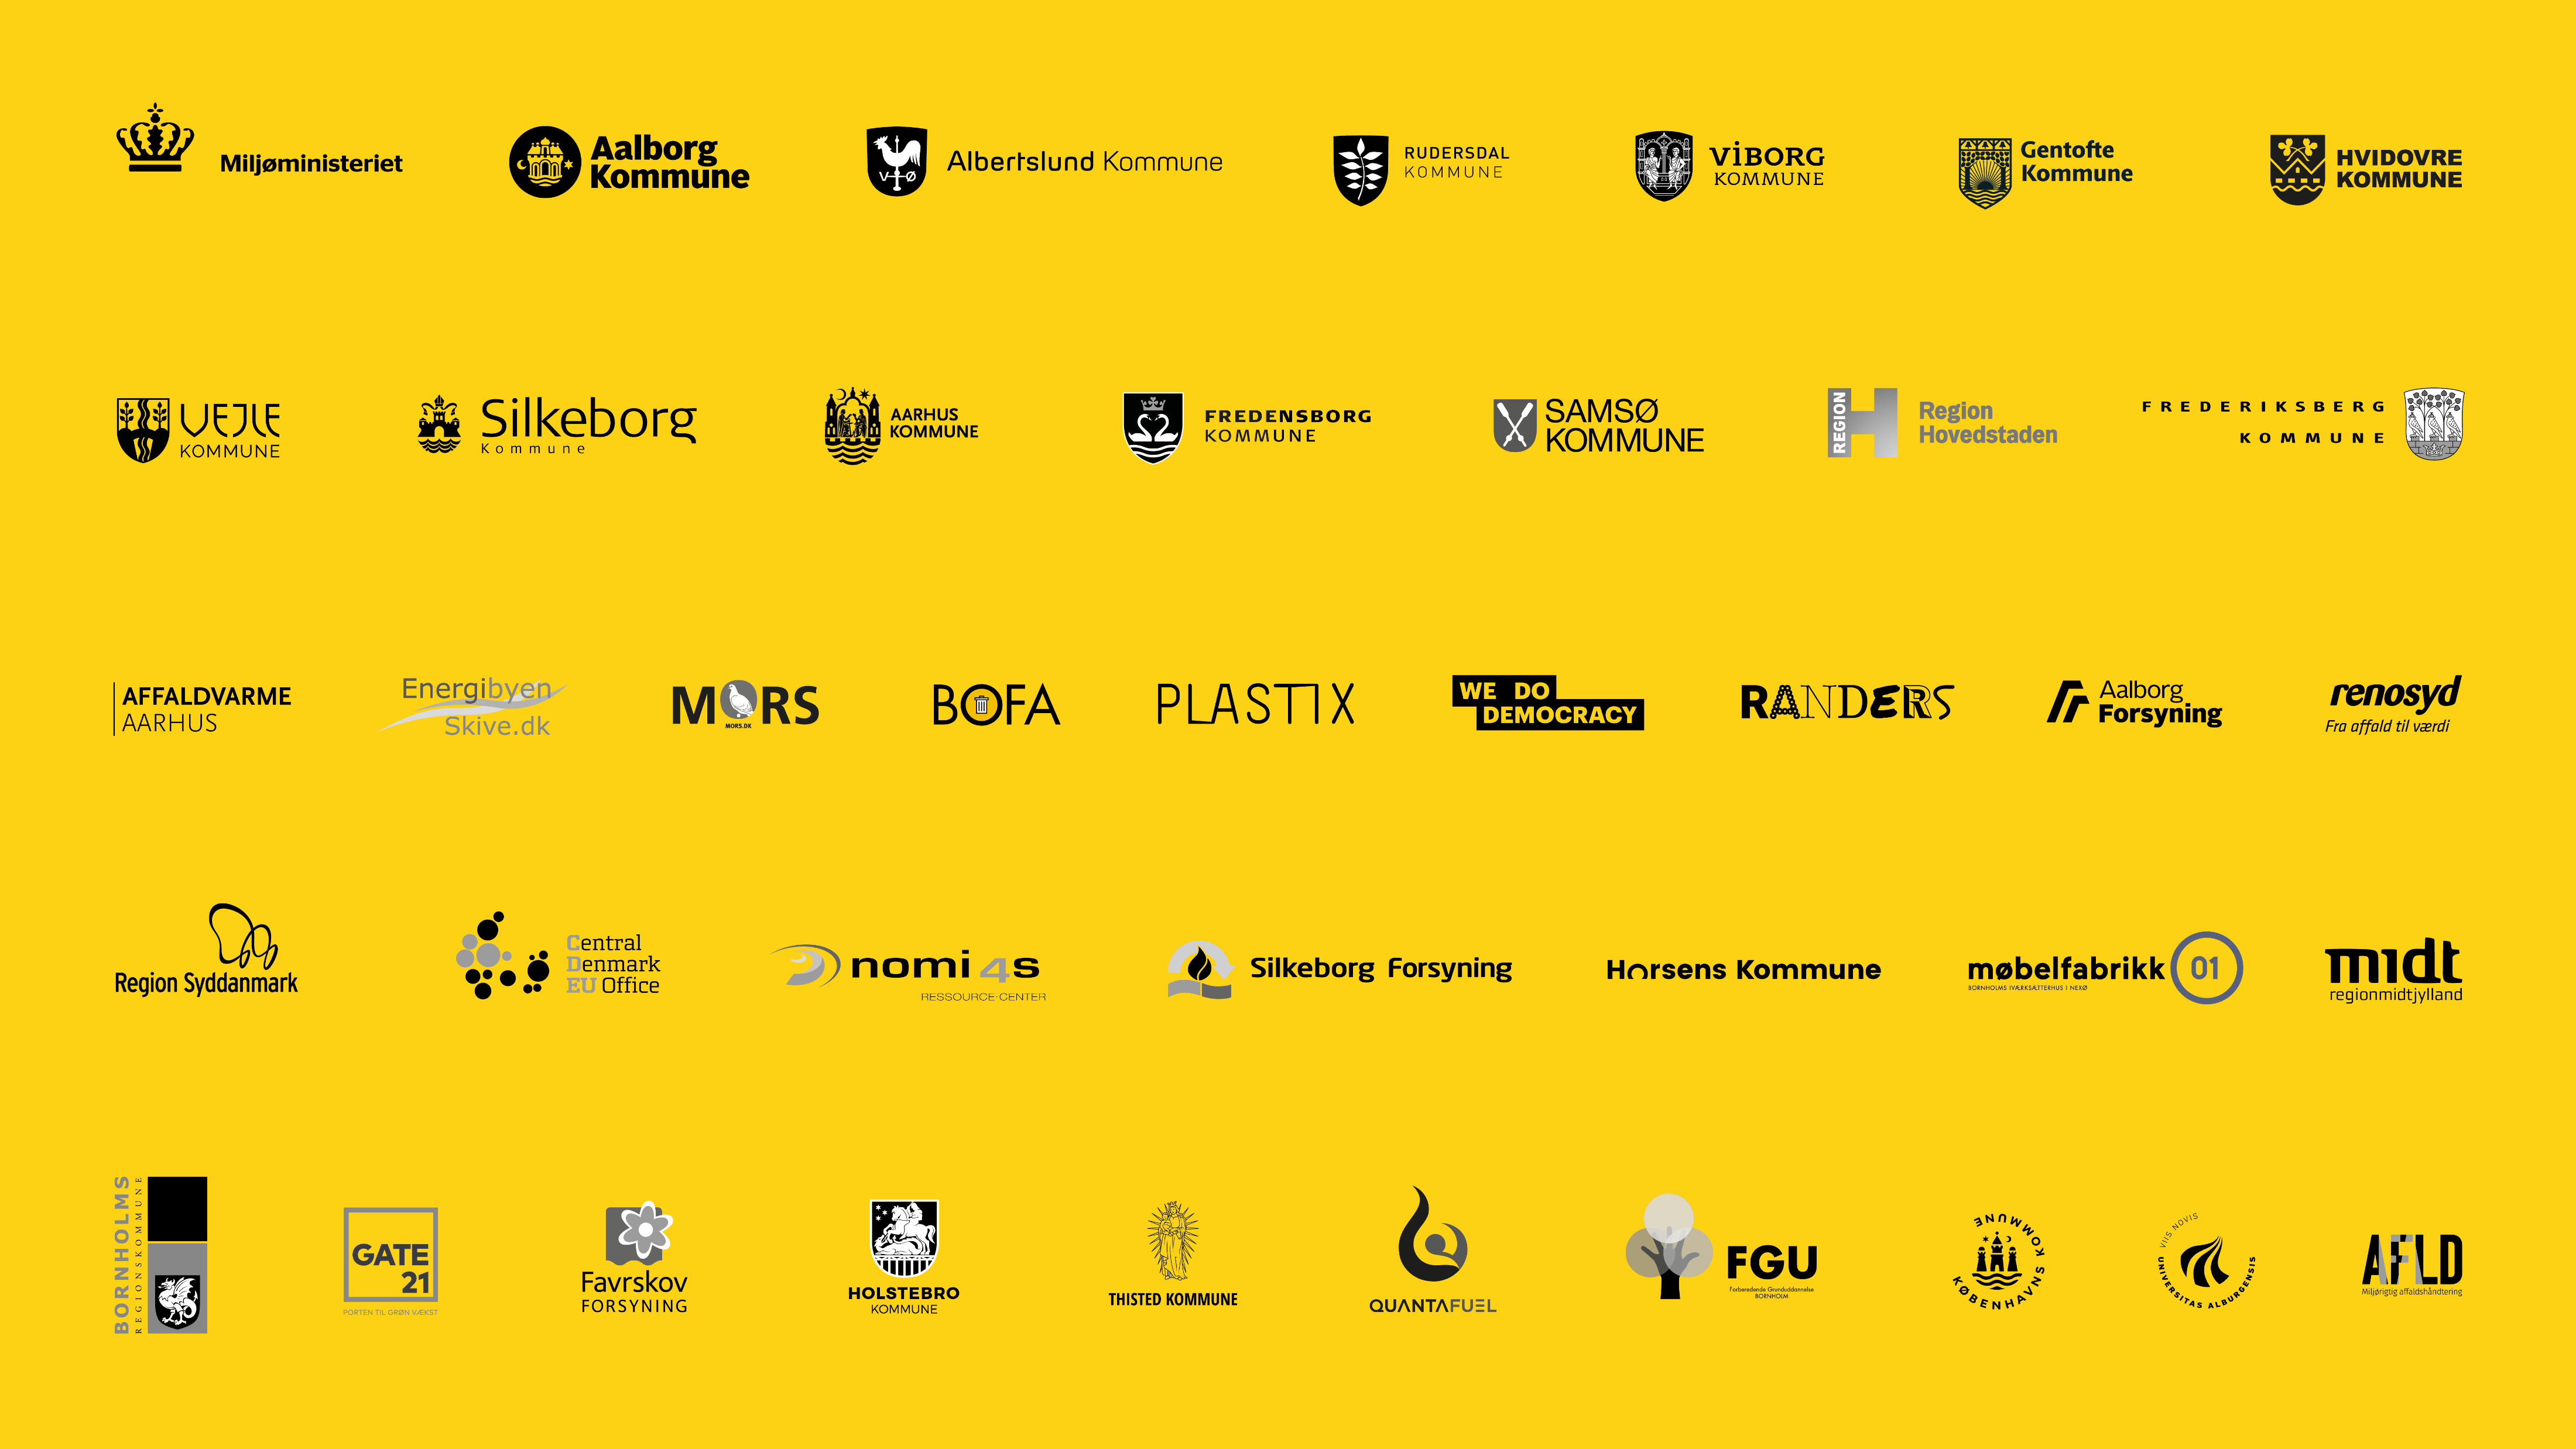 Miljøministeriet
Aalborg
Kommune
V Ø
Albertslund Kommune
RUDERSDAL
KOMMUNE
VIBORG
KOMMUNE
Gentofte
Kommune
HVIDOVRE
KOMMUNE
VEJLE
KOMMUNE
Silkeborg
Kommune
AARHUS
KOMMUNE
FREDENSBORG
KOMMUNE
SAMSØ
KOMMUNE
REGION
H
Region
Hovedstaden
FREDERIKSBERG
KOMMUNE
AFFALDVARME
AARHUS
Energibyen
Skive.dk
MORS
MORS.DK
BOFA
PLASTIX
WE DO
DEMOCRACY
RANDERS
Aalborg
Forsyning
renosyd
Fra affald til værdi
Region Syddanmark
Central
Denmark
EU Office
nomi4s
RESSOURCE·CENTER
Silkeborg Forsyning
Horsens Kommune
møbelfabrikk 01
BORNHOLMS IVÆRKSÆTTERHUS I NEXØ
midt
regionmidtjylland
BORNHOLMS
REGIONSKOMMUNE
GATE
21
PORTEN TIL GRØN VÆKST
Favrskov
FORSYNING
HOLSTEBRO
KOMMUNE
THISTED KOMMUNE
QUANTAFUEL
FGU
Forberedende Grunduddannelse
BORNHOLM
KØBENHAVNS KOMMUNE
VIIS NOVIS
UNIVERSITAS ALBURGENSIS
AFLD
Miljørigtig affaldshåndtering